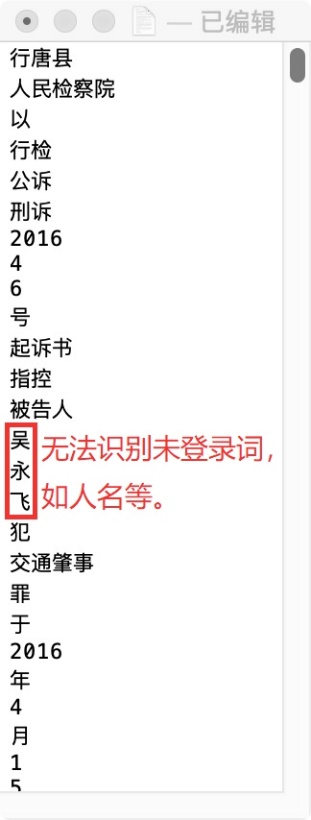 — 已编辑
行唐县
人民检察院
以
行检
公诉
刑诉
2016
4
6
号
起诉书
指控
被告人
吴
永
飞
无法识别未登录词，
如人名等。
犯
交通肇事
罪
于
2016
年
4
月
1
5